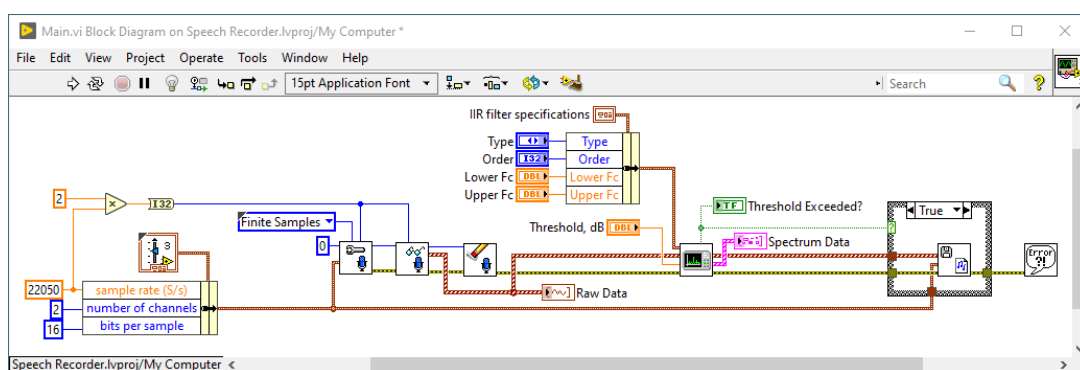 Main.vi Block Diagram on Speech Recorder.lvproj/My Computer *
File Edit View Project Operate Tools Window Help
15pt Application Font
Search
IIR filter specifications
Type Type
Order I32 Order
Lower Fc DBL Lower Fc
Upper Fc DBL Upper Fc
2
I32
Finite Samples
TF Threshold Exceeded?
True
Threshold, dB DBL
Spectrum Data
0
3
?
Error ?!
22050 sample rate (S/s)
Raw Data
2 number of channels
16 bits per sample
Speech Recorder.lvproj/My Computer